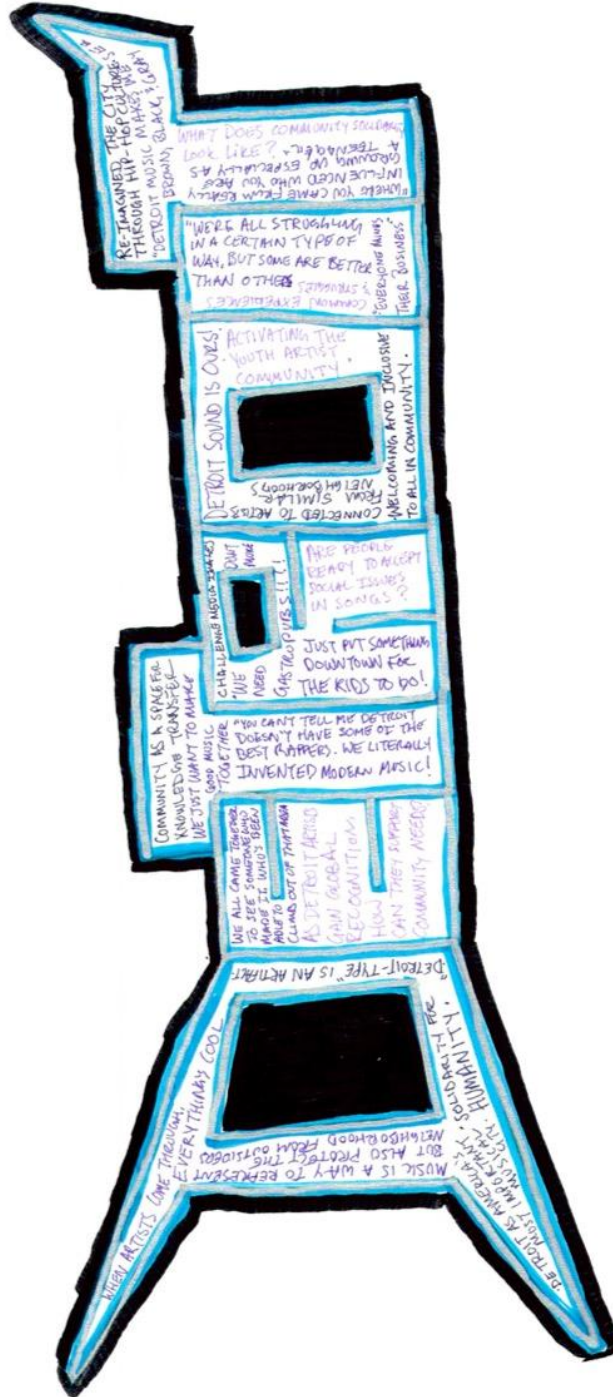 RE-IMAGINED THE CITY
THROUGH HIP-HOP CULTURE
"DETROIT MUSIC MAKES ME
BROWN, BLACK, & GRAY
WHAT DOES COMMUNITY SOLIDARITY
LOOK LIKE?
"WHERE YOU CAME FROM REALLY
INFLUENCED WHO YOU ARE
GROWING UP ESPECIALLY AS
A TEENAGER."
"WE'RE ALL STRUGGLING
IN A CERTAIN TYPE OF
WAY, BUT SOME ARE BETTER
THAN OTHERS
COMMON EXPERIENCES
& STRUGGLES
"EVERYONE MINDS
THEIR BUSINESS"
DETROIT SOUND IS OURS!
ACTIVATING THE
YOUTH ARTIST
COMMUNITY.
CONNECTED TO ARTISTS
FROM SIMILAR
NEIGHBORHOODS
WELCOMING AND INCLUSIVE
TO ALL IN COMMUNITY.
CHALLENGE MEDIA IMAGES
"WE DON'T
NEED MORE
GASTROPUBS!!!!
ARE PEOPLE
READY TO ACCEPT
SOCIAL ISSUES
IN SONGS?
JUST PUT SOMETHING
DOWNTOWN FOR
THE KIDS TO DO!
COMMUNITY AS A SPACE FOR
KNOWLEDGE TRANSFER
WE JUST WANT TO MAKE
GOOD MUSIC
TOGETHER
"YOU CAN'T TELL ME DETROIT
DOESN'T HAVE SOME OF THE
BEST RAPPERS. WE LITERALLY
INVENTED MODERN MUSIC!
WE ALL CAME TOGETHER
TO SEE SOMEONE WHO
MADE IT, WHO'S BEEN
ABLE TO
CLIMB OUT OF THAT AREA
AS DETROIT ARTISTS
GAIN GLOBAL
RECOGNITION
HOW
CAN THEY SUPPORT
COMMUNITY NEEDS?
"DETROIT-TYPE" IS AN ARTIFACT.
WHEN ARTISTS COME THROUGH,
EVERYTHING'S COOL
MUSIC IS A WAY TO REPRESENT
BUT ALSO PROTECT THE
NEIGHBORHOOD FROM OUTSIDERS
SOLIDARITY FOR
HUMANITY.
"DETROIT AS AMERICA'S
MOST IMPORTANT
MUSICAL